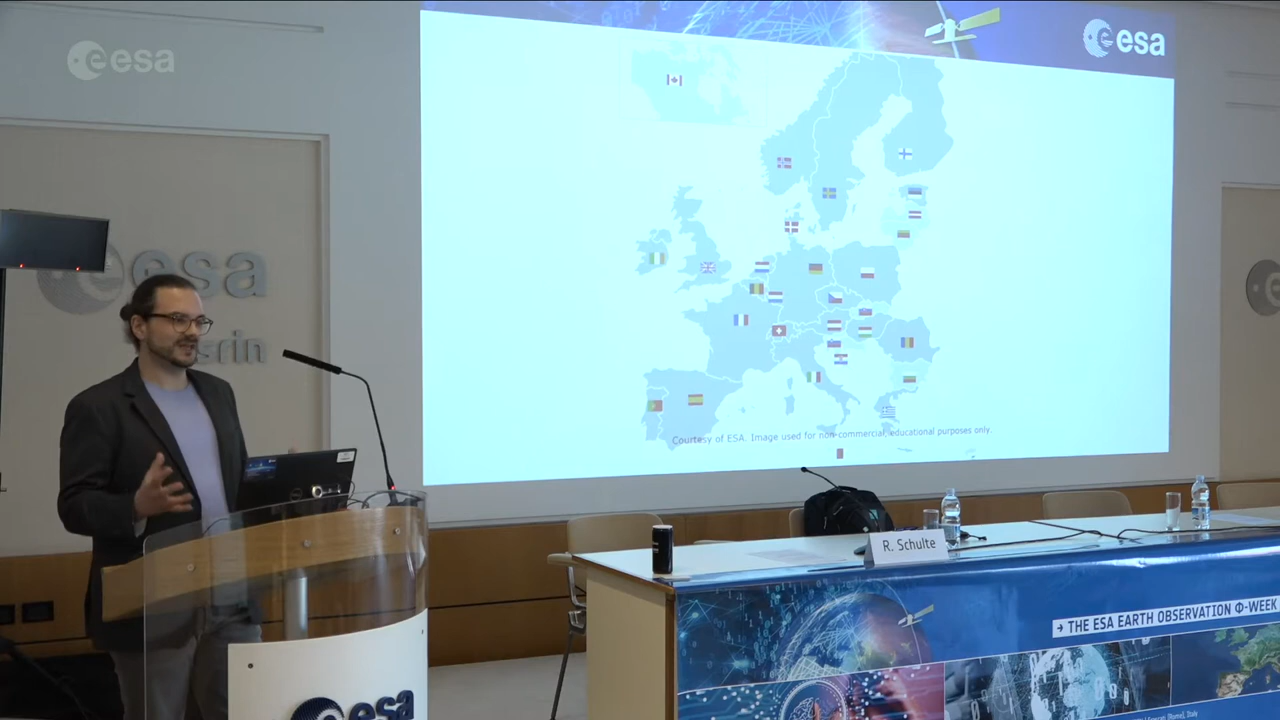 esa
esa
esa
srin
Courtesy of ESA. Image used for non-commercial, educational purposes only.
R. Schulte
→ THE ESA EARTH OBSERVATION Φ-WEEK
esa